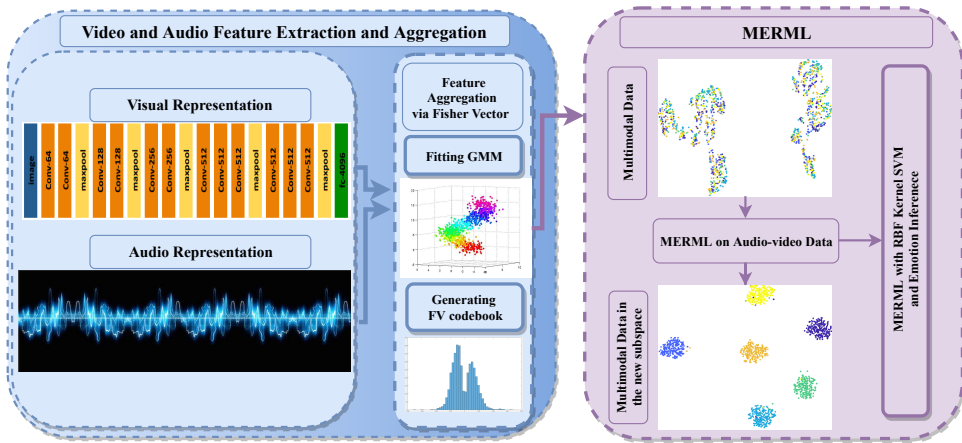 Video and Audio Feature Extraction and Aggregation
Visual Representation
image
Conv-64
Conv-64
maxpool
Conv-128
Conv-128
maxpool
Conv-256
Conv-256
maxpool
Conv-512
Conv-512
Conv-512
maxpool
Conv-512
Conv-512
Conv-512
maxpool
fc-4096
Audio Representation
Feature
Aggregation
via Fisher Vector
Fitting GMM
Generating
FV codebook
MERML
Multimodal Data
MERML on Audio-video Data
Multimodal Data in
the new subspace
MERML with RBF Kernel SVM
and Emotion Inferenece